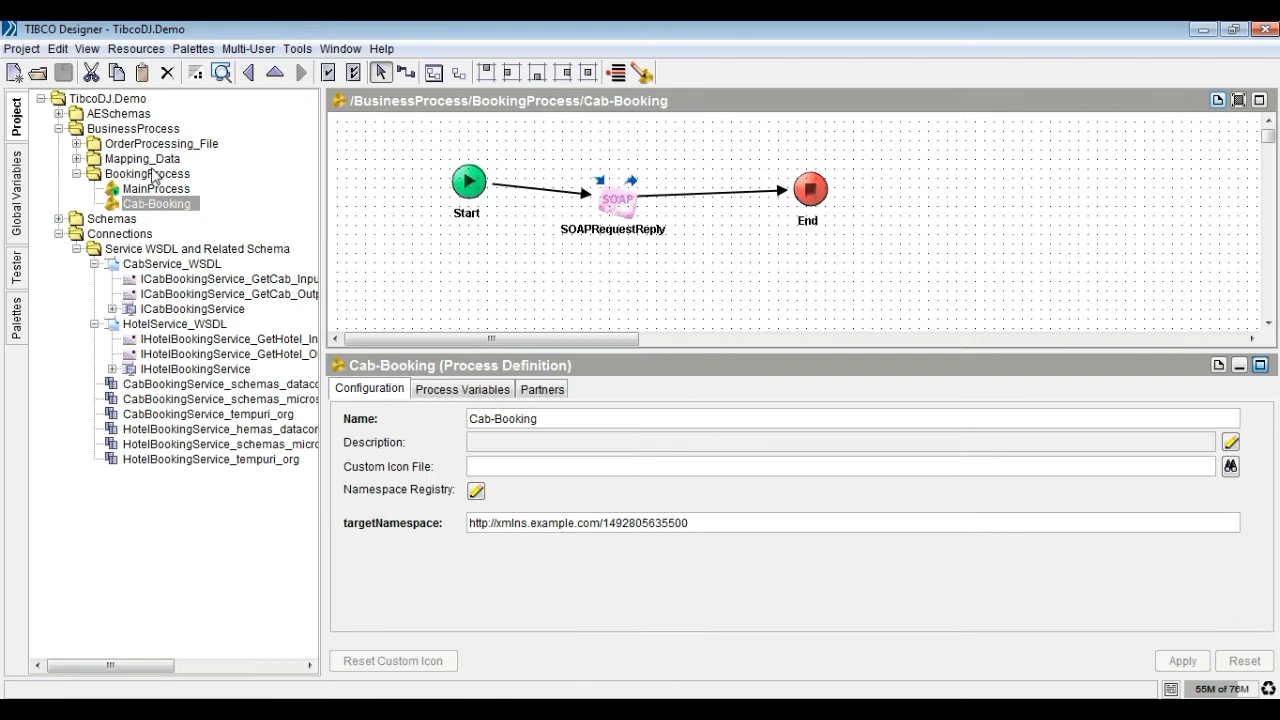 TIBCO Designer - TibcoDJ.Demo
Project Edit View Resources Palettes Multi-User Tools Window Help
Project
Global Variables
Tester
Palettes
TibcoDJ.Demo
AESchemas
BusinessProcess
OrderProcessing_File
Mapping_Data
BookingProcess
MainProcess
Cab-Booking
Schemas
Connections
Service WSDL and Related Schema
CabService_WSDL
ICabBookingService_GetCab_Inpu
ICabBookingService_GetCab_Outp
ICabBookingService
HotelService_WSDL
IHotelBookingService_GetHotel_In
IHotelBookingService_GetHotel_O
IHotelBookingService
CabBookingService_schemas_dataco
CabBookingService_schemas_micros
CabBookingService_tempuri_org
HotelBookingService_hemas_datacor
HotelBookingService_schemas_micro
HotelBookingService_tempuri_org
/BusinessProcess/BookingProcess/Cab-Booking
SOAP
Start
SOAPRequestReply
End
Cab-Booking (Process Definition)
Configuration Process Variables Partners
Name: Cab-Booking
Description:
Custom Icon File:
Namespace Registry:
targetNamespace: http://xmlns.example.com/1492805635500
Reset Custom Icon Apply Reset
55M of 76M